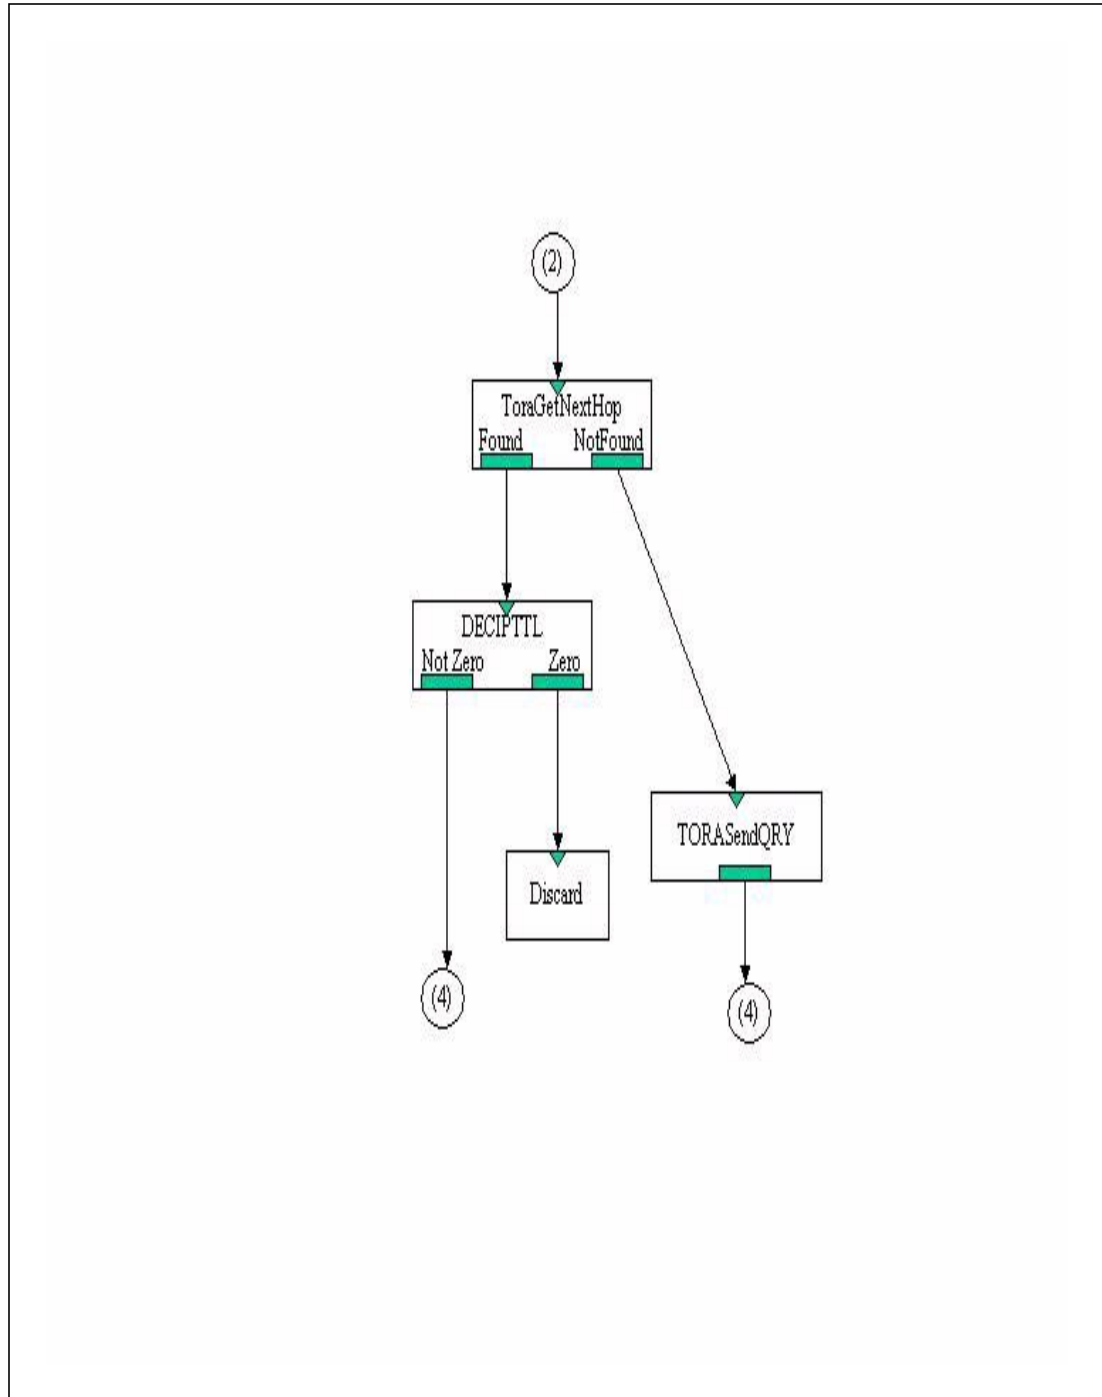 (2)
ToraGetNextHop
Found NotFound
DECIPTTL
Not Zero Zero
TORASendQRY
Discard
(4)
(4)